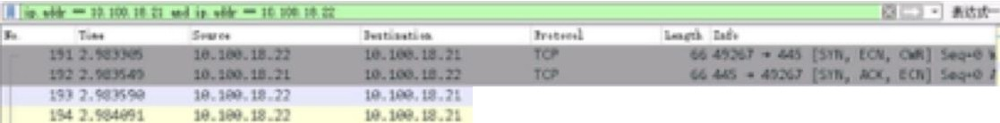 ip.addr == 10.100.18.21 and ip.addr == 10.100.18.22 表达式…
No. Time Source Destination Protocol Length Info
191 2.983305 10.100.18.22 10.100.18.21 TCP 66 49267 → 445 [SYN, ECN, CWR] Seq=0 W
192 2.983549 10.100.18.21 10.100.18.22 TCP 66 445 → 49267 [SYN, ACK, ECN] Seq=0 A
193 2.983590 10.100.18.22 10.100.18.21
194 2.984091 10.100.18.22 10.100.18.21